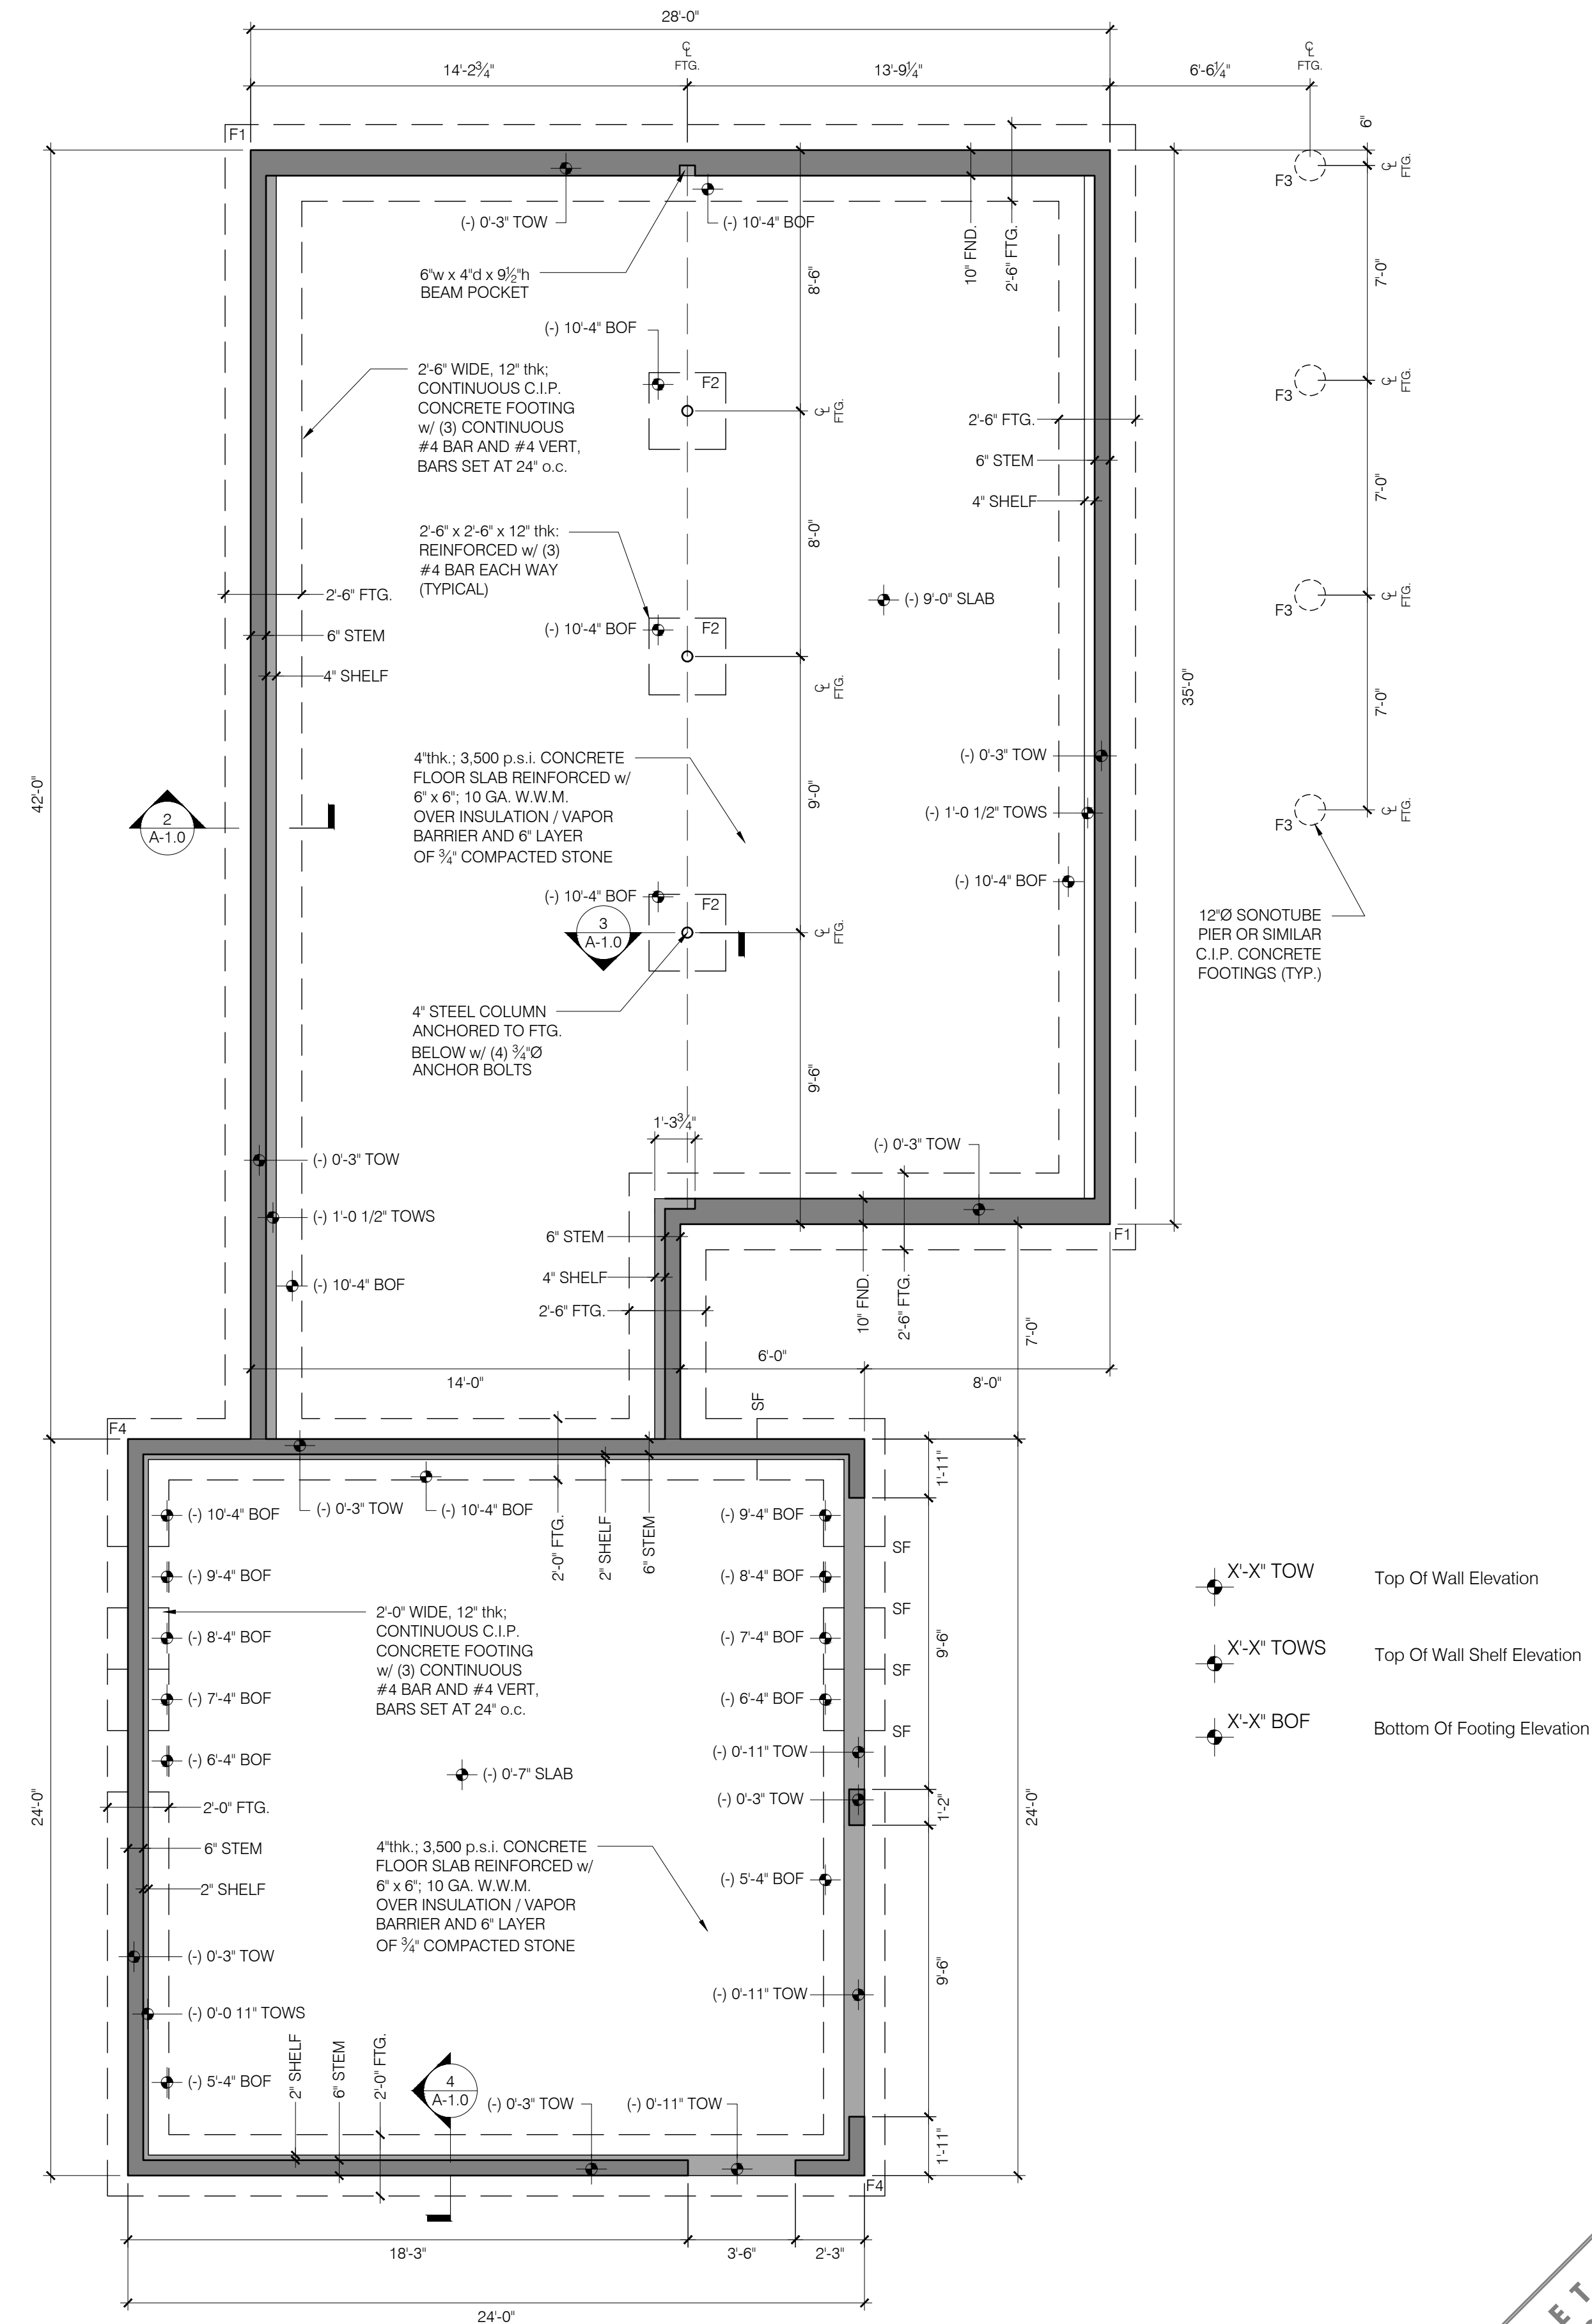 28'-0"
14'-2¾"
℄
FTG.
13'-9¼"
6'-6¼"
℄
FTG.
F1
6"
℄ FTG.
F3
(-) 0'-3" TOW
(-) 10'-4" BOF
10" FND.
2'-6" FTG.
6"w x 4"d x 9½"h
BEAM POCKET
8'-6"
7'-0"
(-) 10'-4" BOF
2'-6" WIDE, 12" thk;
CONTINUOUS C.I.P.
CONCRETE FOOTING
w/ (3) CONTINUOUS
#4 BAR AND #4 VERT,
BARS SET AT 24" o.c.
F2
℄ FTG.
F3
℄ FTG.
2'-6" FTG.
6" STEM
4" SHELF
7'-0"
2'-6" x 2'-6" x 12" thk:
REINFORCED w/ (3)
#4 BAR EACH WAY
(TYPICAL)
8'-0"
2'-6" FTG.
6" STEM
4" SHELF
(-) 10'-4" BOF
F2
(-) 9'-0" SLAB
F3
℄ FTG.
℄ FTG.
35'-0"
7'-0"
42'-0"
4"thk.; 3,500 p.s.i. CONCRETE
FLOOR SLAB REINFORCED w/
6" x 6"; 10 GA. W.W.M.
OVER INSULATION / VAPOR
BARRIER AND 6" LAYER
OF ¾" COMPACTED STONE
9'-0"
(-) 0'-3" TOW
(-) 1'-0 1/2" TOWS
(-) 10'-4" BOF
2
A-1.0
F3
℄ FTG.
(-) 10'-4" BOF
F2
3
A-1.0
℄ FTG.
12"Ø SONOTUBE
PIER OR SIMILAR
C.I.P. CONCRETE
FOOTINGS (TYP.)
4" STEEL COLUMN
ANCHORED TO FTG.
BELOW w/ (4) ¾"Ø
ANCHOR BOLTS
9'-6"
1'-3¾"
(-) 0'-3" TOW
(-) 0'-3" TOW
(-) 1'-0 1/2" TOWS
(-) 10'-4" BOF
6" STEM
4" SHELF
2'-6" FTG.
F1
10" FND.
2'-6" FTG.
7'-0"
14'-0"
6'-0"
8'-0"
F4
SF
(-) 0'-3" TOW
(-) 10'-4" BOF
2'-0" FTG.
2" SHELF
6" STEM
1'-11"
(-) 10'-4" BOF
(-) 9'-4" BOF
(-) 8'-4" BOF
(-) 7'-4" BOF
(-) 6'-4" BOF
2'-0" WIDE, 12" thk;
CONTINUOUS C.I.P.
CONCRETE FOOTING
w/ (3) CONTINUOUS
#4 BAR AND #4 VERT,
BARS SET AT 24" o.c.
(-) 9'-4" BOF
SF
(-) 8'-4" BOF
SF
(-) 7'-4" BOF
SF
(-) 6'-4" BOF
SF
9'-6"
(-) 0'-11" TOW
(-) 0'-3" TOW
1'-2"
24'-0"
24'-0"
(-) 0'-7" SLAB
2'-0" FTG.
6" STEM
2" SHELF
4"thk.; 3,500 p.s.i. CONCRETE
FLOOR SLAB REINFORCED w/
6" x 6"; 10 GA. W.W.M.
OVER INSULATION / VAPOR
BARRIER AND 6" LAYER
OF ¾" COMPACTED STONE
(-) 5'-4" BOF
(-) 0'-11" TOW
9'-6"
(-) 0'-3" TOW
(-) 0'-0 11" TOWS
(-) 5'-4" BOF
2" SHELF
6" STEM
2'-0" FTG.
4
A-1.0
(-) 0'-3" TOW
(-) 0'-11" TOW
1'-11"
F4
18'-3"
3'-6"
2'-3"
24'-0"
X'-X" TOW Top Of Wall Elevation
X'-X" TOWS Top Of Wall Shelf Elevation
X'-X" BOF Bottom Of Footing Elevation
E T